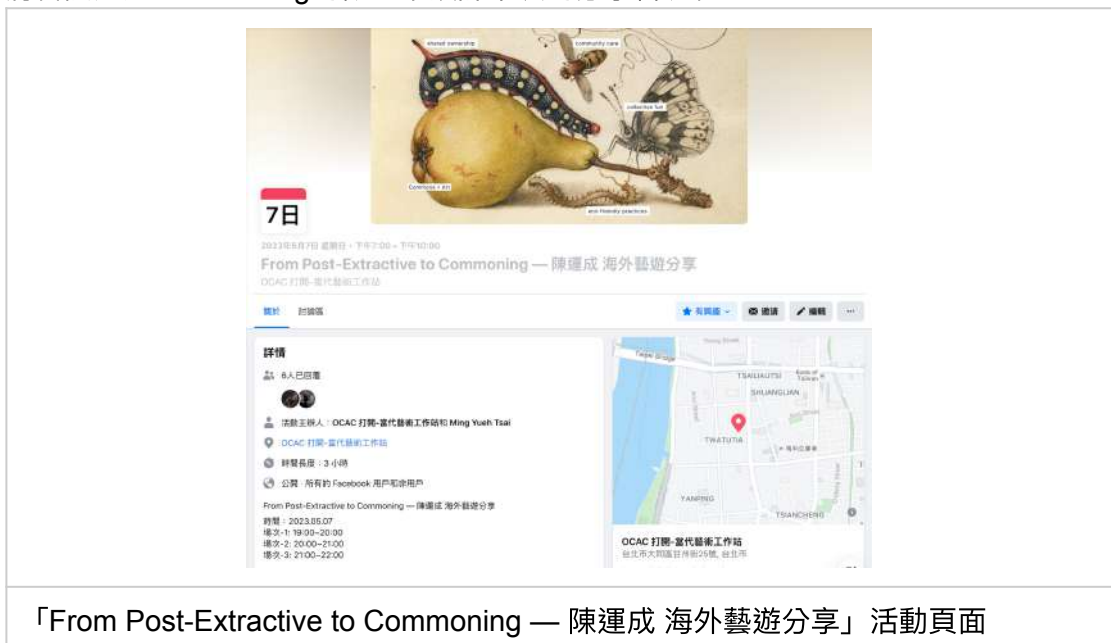 shared ownership
community care
collective fun
Commons + Art
eco-friendly practices
7日
2023年5月7日 星期日・下午7:00 – 下午10:00
From Post-Extractive to Commoning — 陳運成 海外藝遊分享
OCAC 打開-當代藝術工作站
關於 討論區
有興趣 邀請 編輯
詳情
6人已回覆
活動主辦人：OCAC 打開-當代藝術工作站和 Ming Yueh Tsai
OCAC 打開-當代藝術工作站
時間長度：3 小時
公開 · 所有的 Facebook 用戶和非用戶
From Post-Extractive to Commoning — 陳運成 海外藝遊分享
時間：2023.05.07
場次-1: 19:00–20:00
場次-2: 20:00–21:00
場次-3: 21:00–22:00
Taipei Bridge
TSAILIAUTSI
Bank of Taiwan
SHUANGLIAN
TWATUTIA
YANPING
TSIANCHENG
OCAC 打開-當代藝術工作站
台北市大同區甘州街25號, 台北市
「From Post-Extractive to Commoning — 陳運成 海外藝遊分享」活動頁面